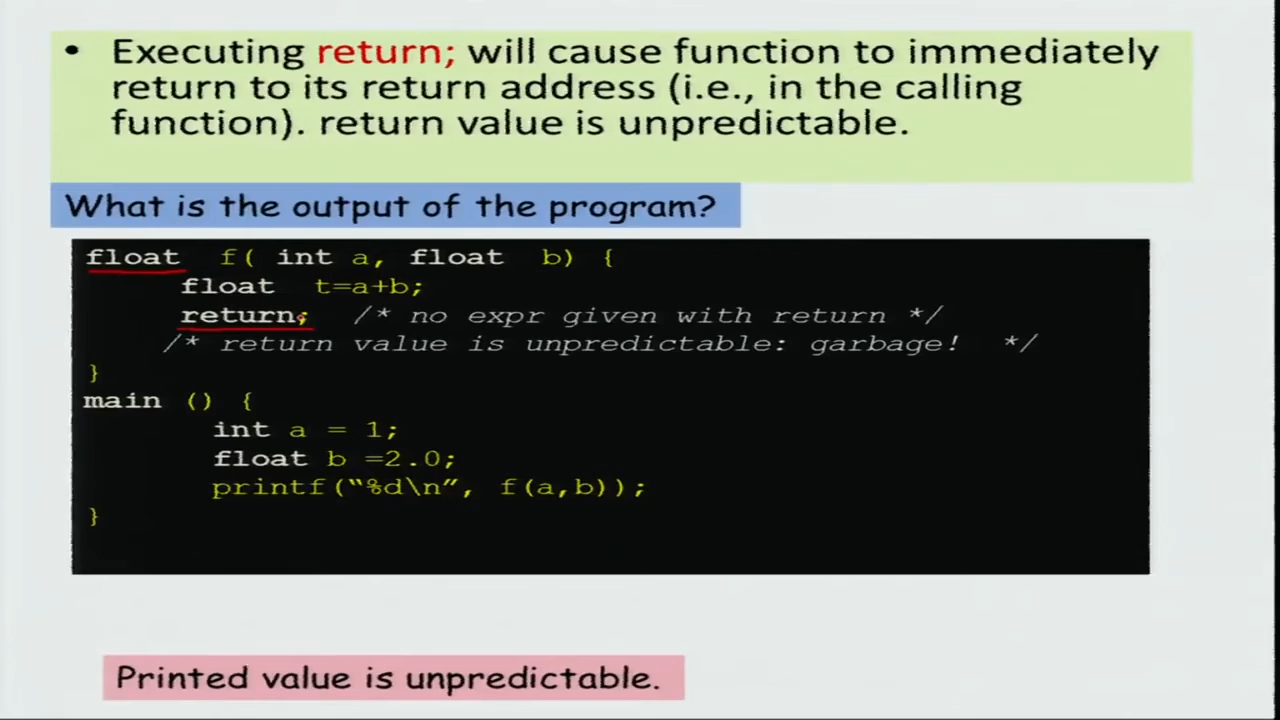 • Executing return; will cause function to immediately
return to its return address (i.e., in the calling
function). return value is unpredictable.
What is the output of the program?
float f( int a, float b) {
float t=a+b;
return; /* no expr given with return */
/* return value is unpredictable: garbage! */
}
main () {
int a = 1;
float b =2.0;
printf(“%d\n”, f(a,b));
}
Printed value is unpredictable.